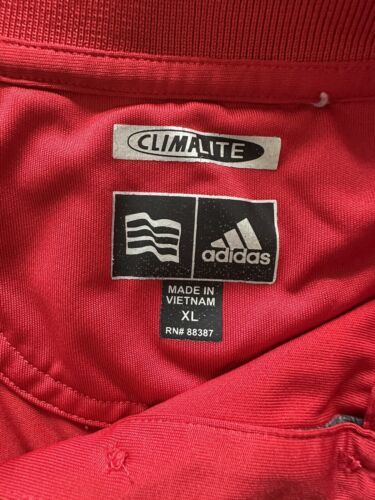 CLIMALITE
adidas
MADE IN
VIETNAM
XL
RN# 88387